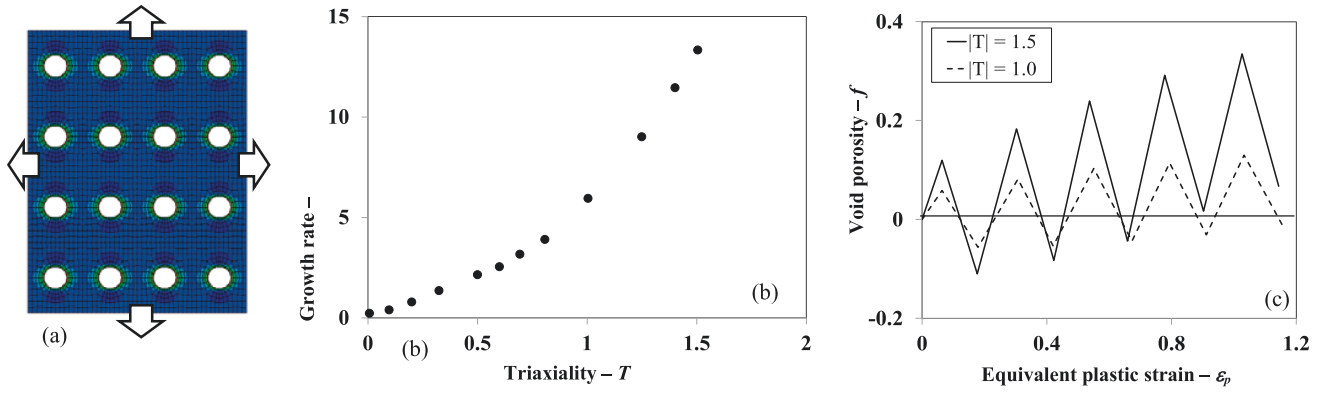 (a)
15
10
5
0
Growth rate –
0 0.5 1 1.5 2
(b)
(b)
Triaxiality – T
0.4
0.2
0
-0.2
Void porosity – f
|T| = 1.5
|T| = 1.0
(c)
0 0.4 0.8 1.2
Equivalent plastic strain – εp